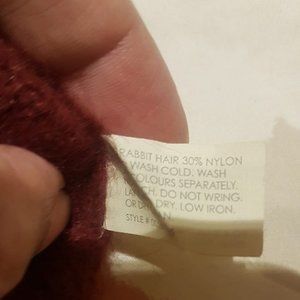 RABBIT HAIR 30% NYLON
WASH COLD. WASH
COLOURS SEPARATELY.
DO NOT WRING.
DRY. LOW IRON.
STYLE #